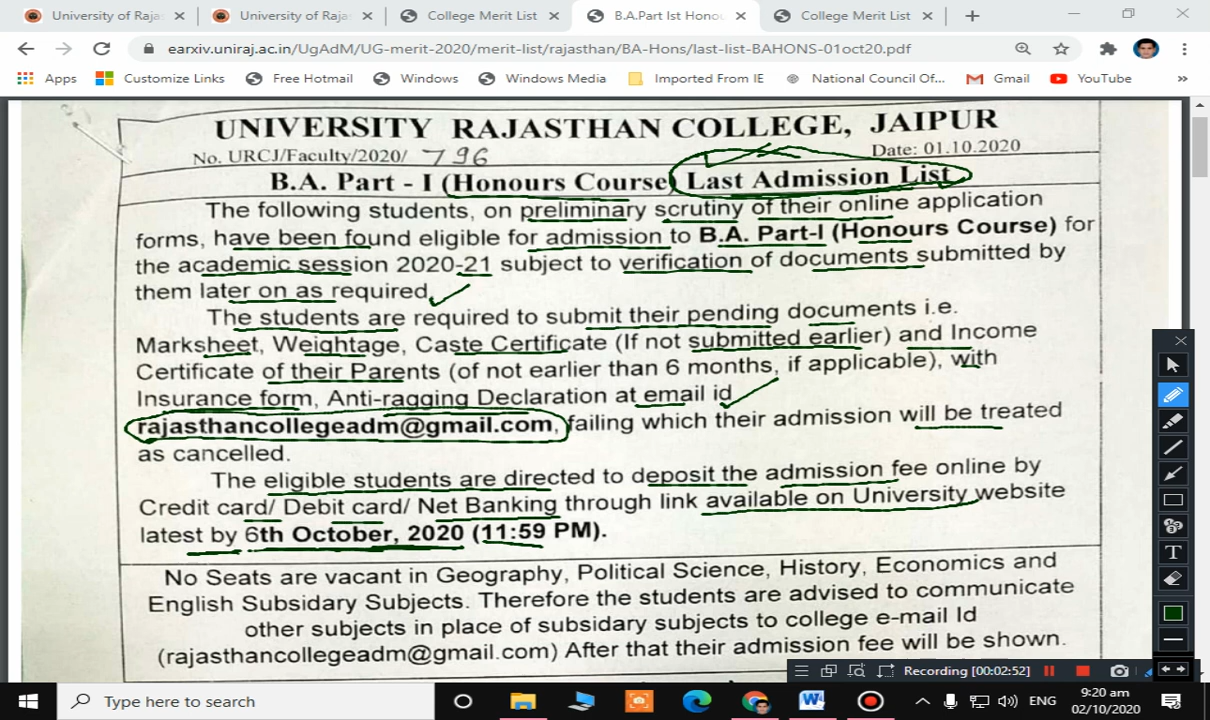 University of Raja
University of Raja
College Merit List
B.A.Part Ist Hono
College Merit List
earxiv.uniraj.ac.in/UgAdM/UG-merit-2020/merit-list/rajasthan/BA-Hons/last-list-BAHONS-01oct20.pdf
Apps Customize Links Free Hotmail Windows Windows Media Imported From IE National Council Of... Gmail YouTube »
UNIVERSITY RAJASTHAN COLLEGE, JAIPUR
No. URCJ/Faculty/2020/ 796 Date: 01.10.2020
B.A. Part - I (Honours Course) Last Admission List
The following students, on preliminary scrutiny of their online application
forms, have been found eligible for admission to B.A. Part-I (Honours Course) for
the academic session 2020-21 subject to verification of documents submitted by
them later on as required.
The students are required to submit their pending documents i.e.
Marksheet, Weightage, Caste Certificate (If not submitted earlier) and Income
Certificate of their Parents (of not earlier than 6 months, if applicable), with
Insurance form, Anti-ragging Declaration at email id
rajasthancollegeadm@gmail.com, failing which their admission will be treated
as cancelled.
The eligible students are directed to deposit the admission fee online by
Credit card/ Debit card/ Net Banking through link available on University website
latest by 6th October, 2020 (11:59 PM).
No Seats are vacant in Geography, Political Science, History, Economics and
English Subsidary Subjects. Therefore the students are advised to communicate
other subjects in place of subsidary subjects to college e-mail Id
(rajasthancollegeadm@gmail.com) After that their admission fee will be shown.
Recording [00:02:52]
Type here to search
ENG
9:20 am
02/10/2020